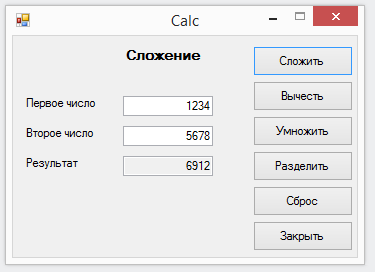 Calc
Сложение
Первое число 1234
Второе число 5678
Результат 6912
Сложить
Вычесть
Умножить
Разделить
Сброс
Закрыть